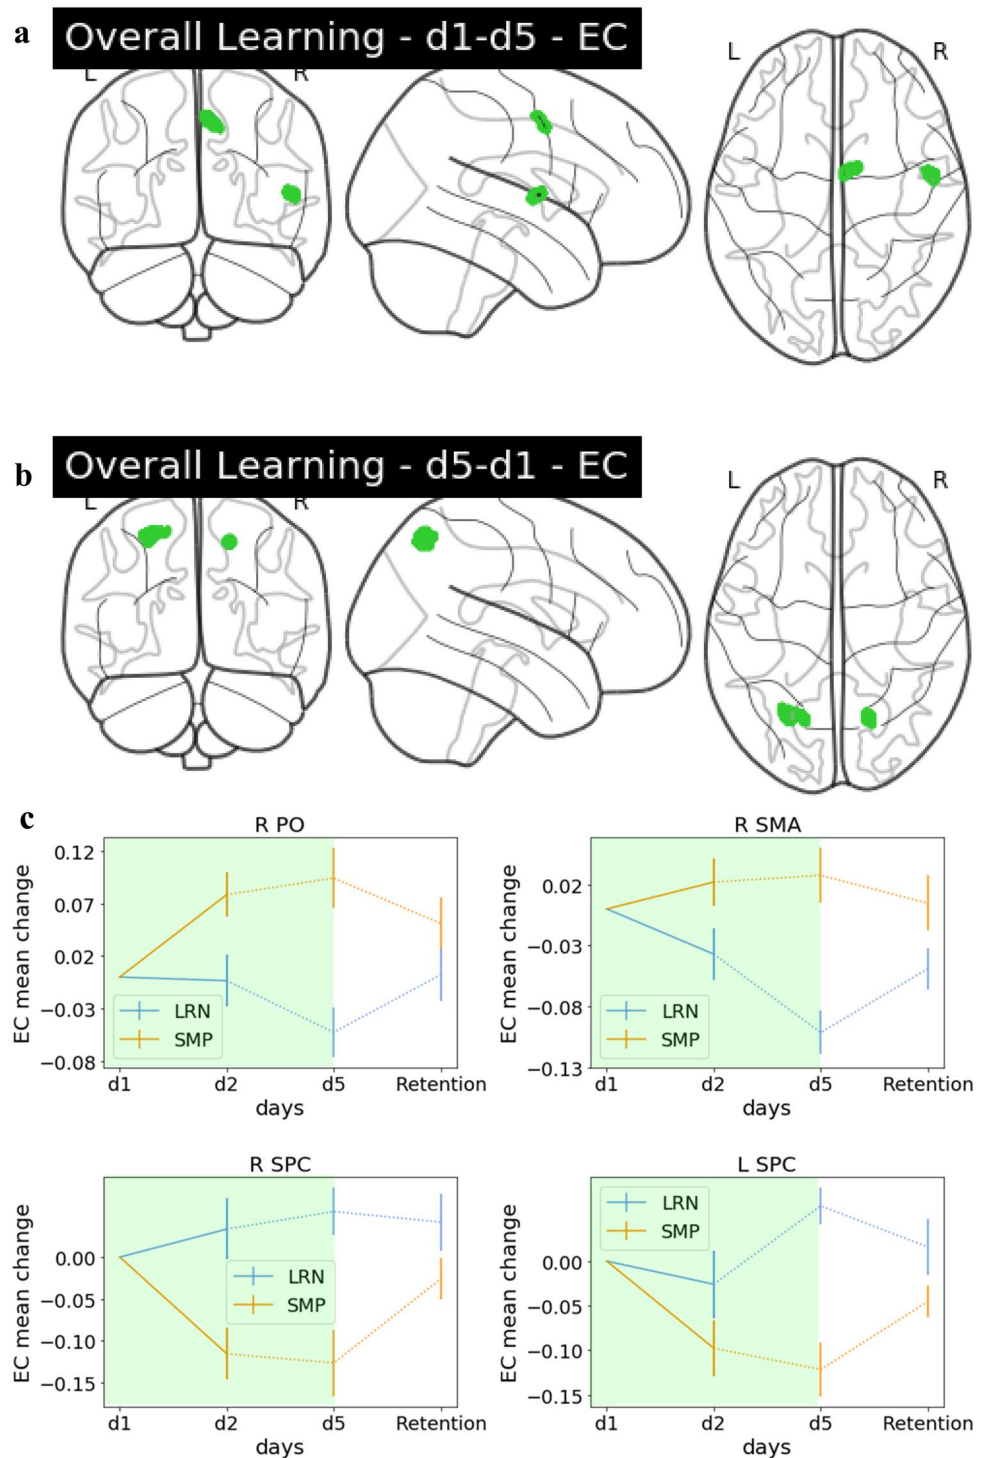 a
Overall Learning - d1-d5 - EC
L R
L R
b
Overall Learning - d5-d1 - EC
L R
L R
c
R PO
EC mean change
0.12
0.07
0.02
−0.03
−0.08
LRN
SMP
d1 d2 d5 Retention
days
R SMA
EC mean change
0.02
−0.03
−0.08
−0.13
LRN
SMP
d1 d2 d5 Retention
days
R SPC
EC mean change
0.00
−0.05
−0.10
−0.15
LRN
SMP
d1 d2 d5 Retention
days
L SPC
EC mean change
0.00
−0.05
−0.10
−0.15
LRN
SMP
d1 d2 d5 Retention
days